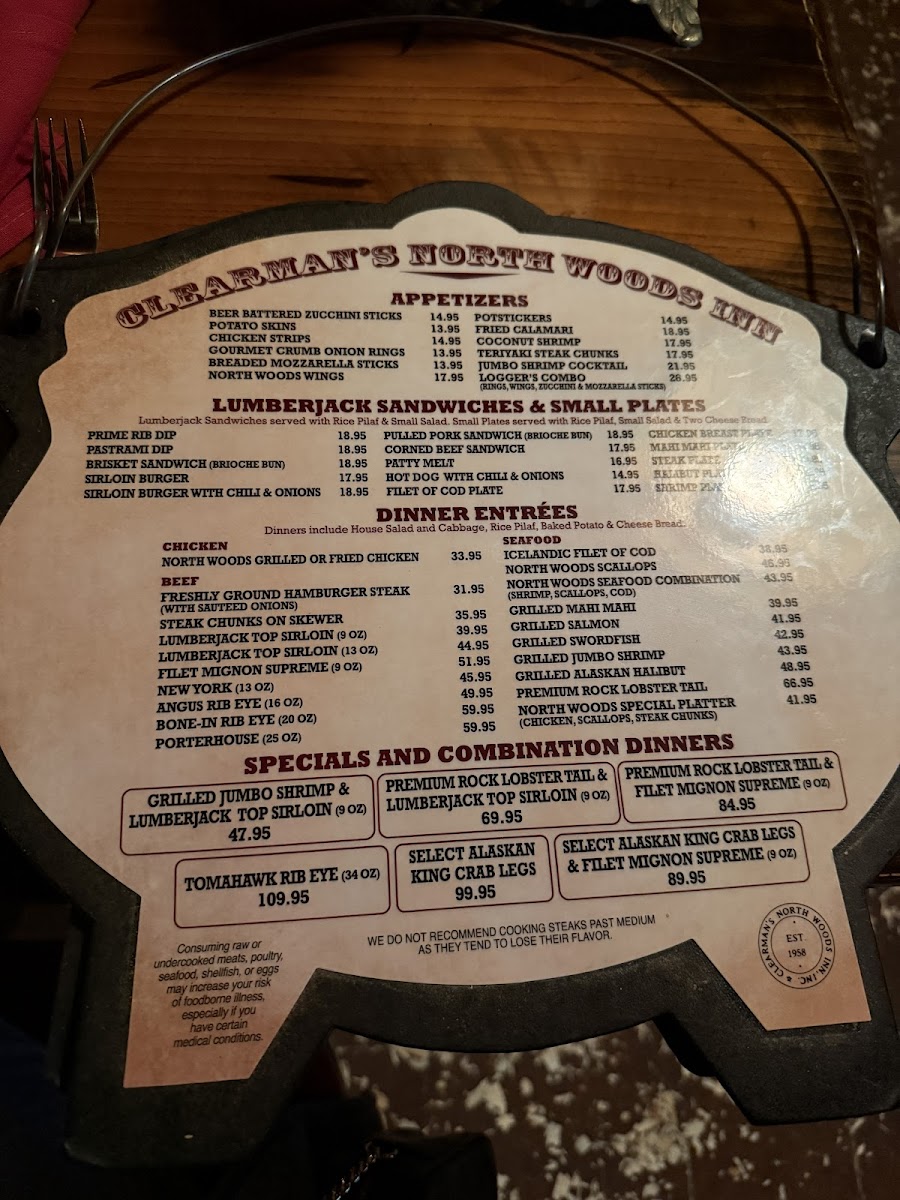 CLEARMAN'S NORTH WOODS INN
APPETIZERS
BEER BATTERED ZUCCHINI STICKS 14.95
POTATO SKINS 13.95
CHICKEN STRIPS 14.95
GOURMET CRUMB ONION RINGS 13.95
BREADED MOZZARELLA STICKS 13.95
NORTH WOODS WINGS 17.95
POTSTICKERS 14.95
FRIED CALAMARI 18.95
COCONUT SHRIMP 17.95
TERIYAKI STEAK CHUNKS 17.95
JUMBO SHRIMP COCKTAIL 21.95
LOGGER'S COMBO 28.95
(RINGS, WINGS, ZUCCHINI & MOZZARELLA STICKS)
LUMBERJACK SANDWICHES & SMALL PLATES
Lumberjack Sandwiches served with Rice Pilaf & Small Salad. Small Plates served with Rice Pilaf, Small Salad & Two Cheese Bread.
PRIME RIB DIP 18.95
PASTRAMI DIP 18.95
BRISKET SANDWICH (BRIOCHE BUN) 18.95
SIRLOIN BURGER 17.95
SIRLOIN BURGER WITH CHILI & ONIONS 18.95
PULLED PORK SANDWICH (BRIOCHE BUN) 18.95
CORNED BEEF SANDWICH 17.95
PATTY MELT 16.95
HOT DOG WITH CHILI & ONIONS 14.95
FILET OF COD PLATE 17.95
CHICKEN BREAST PLATE
MAHI MAHI PLATE
STEAK PLATE
HALIBUT
SHRIMP
DINNER ENTRÉES
Dinners include House Salad and Cabbage, Rice Pilaf, Baked Potato & Cheese Bread.
CHICKEN
NORTH WOODS GRILLED OR FRIED CHICKEN 33.95
BEEF
FRESHLY GROUND HAMBURGER STEAK 31.95
(WITH SAUTEED ONIONS)
STEAK CHUNKS ON SKEWER 35.95
LUMBERJACK TOP SIRLOIN (9 OZ) 39.95
LUMBERJACK TOP SIRLOIN (13 OZ) 44.95
FILET MIGNON SUPREME (9 OZ) 51.95
NEW YORK (13 OZ) 45.95
ANGUS RIB EYE (16 OZ) 49.95
BONE-IN RIB EYE (20 OZ) 59.95
PORTERHOUSE (25 OZ) 59.95
SEAFOOD
ICELANDIC FILET OF COD 38.95
NORTH WOODS SCALLOPS 46.95
NORTH WOODS SEAFOOD COMBINATION 43.95
(SHRIMP, SCALLOPS, COD)
GRILLED MAHI MAHI 39.95
GRILLED SALMON 41.95
GRILLED SWORDFISH 42.95
GRILLED JUMBO SHRIMP 43.95
GRILLED ALASKAN HALIBUT 48.95
PREMIUM ROCK LOBSTER TAIL 66.95
NORTH WOODS SPECIAL PLATTER 41.95
(CHICKEN, SCALLOPS, STEAK CHUNKS)
SPECIALS AND COMBINATION DINNERS
GRILLED JUMBO SHRIMP &
LUMBERJACK TOP SIRLOIN (9 OZ)
47.95
PREMIUM ROCK LOBSTER TAIL &
LUMBERJACK TOP SIRLOIN (9 OZ)
69.95
PREMIUM ROCK LOBSTER TAIL &
FILET MIGNON SUPREME (9 OZ)
84.95
TOMAHAWK RIB EYE (34 OZ)
109.95
SELECT ALASKAN
KING CRAB LEGS
99.95
SELECT ALASKAN KING CRAB LEGS
& FILET MIGNON SUPREME (9 OZ)
89.95
WE DO NOT RECOMMEND COOKING STEAKS PAST MEDIUM
AS THEY TEND TO LOSE THEIR FLAVOR.
Consuming raw or
undercooked meats, poultry,
seafood, shellfish, or eggs
may increase your risk
of foodborne illness,
especially if you
have certain
medical conditions.
CLEARMAN'S NORTH WOODS INN, INC.
EST.
1958